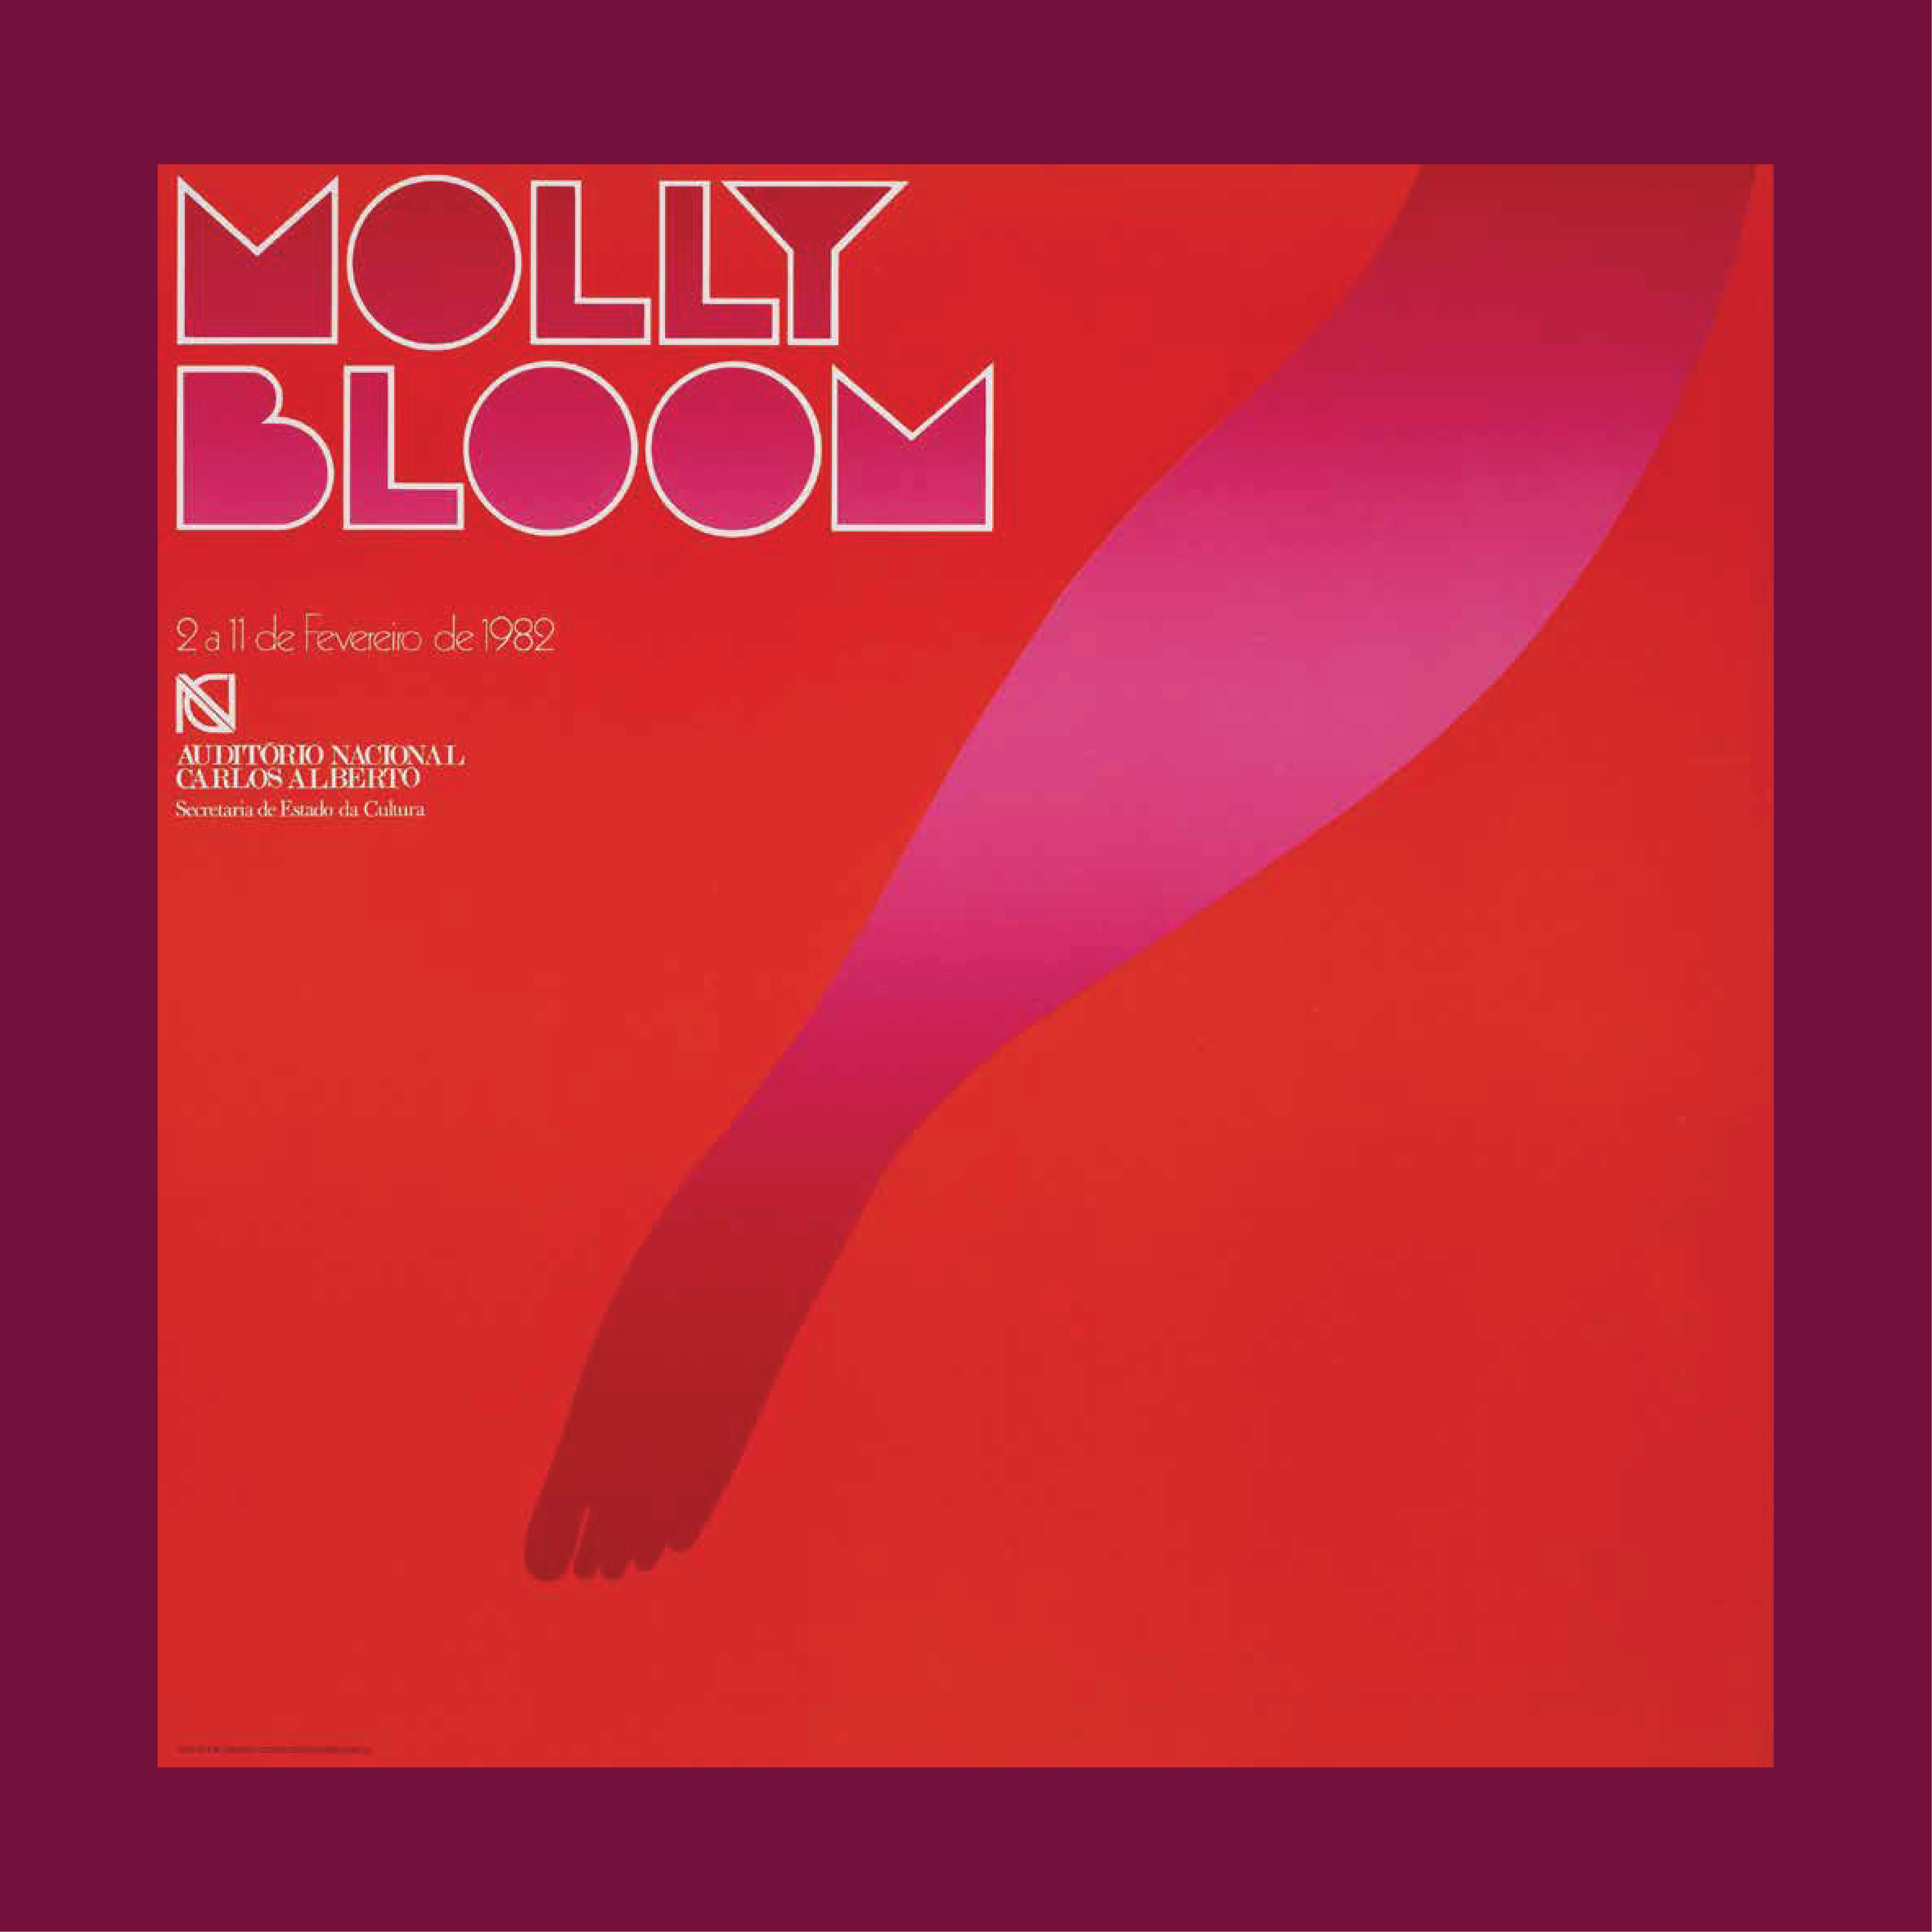 MOLLY
BLOOM
2 a 11 de Fevereiro de 1982
AUDITÓRIO NACIONAL
CARLOS ALBERTO
Secretaria de Estado da Cultura